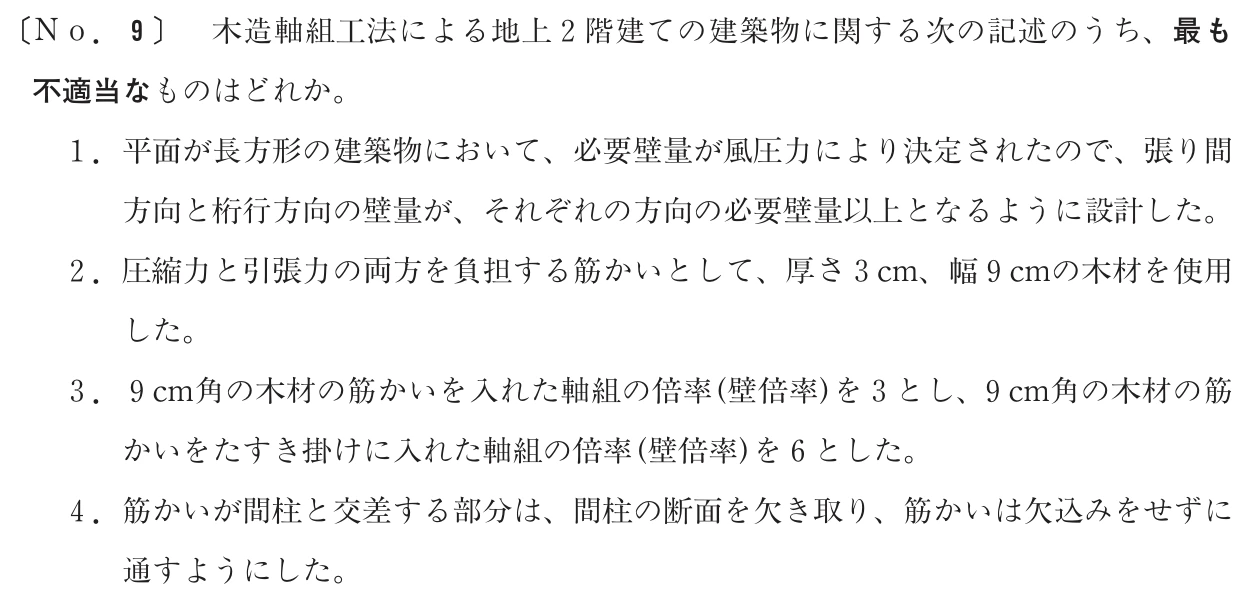 〔No. 9〕 木造軸組工法による地上2階建ての建築物に関する次の記述のうち、最も
不適当なものはどれか。
1. 平面が長方形の建築物において、必要壁量が風圧力により決定されたので、張り間
方向と桁行方向の壁量が、それぞれの方向の必要壁量以上となるように設計した。
2. 圧縮力と引張力の両方を負担する筋かいとして、厚さ3cm、幅9cmの木材を使用
した。
3. 9cm角の木材の筋かいを入れた軸組の倍率(壁倍率)を3とし、9cm角の木材の筋
かいをたすき掛けに入れた軸組の倍率(壁倍率)を6とした。
4. 筋かいが間柱と交差する部分は、間柱の断面を欠き取り、筋かいは欠込みをせずに
通すようにした。